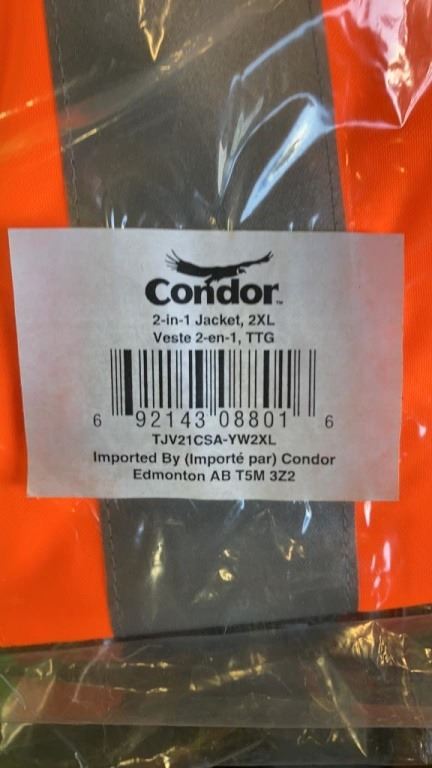 Condor™
2-in-1 Jacket, 2XL
Veste 2-en-1, TTG
6 92143 08801 6
TJV21CSA-YW2XL
Imported By (Importé par) Condor
Edmonton AB T5M 3Z2